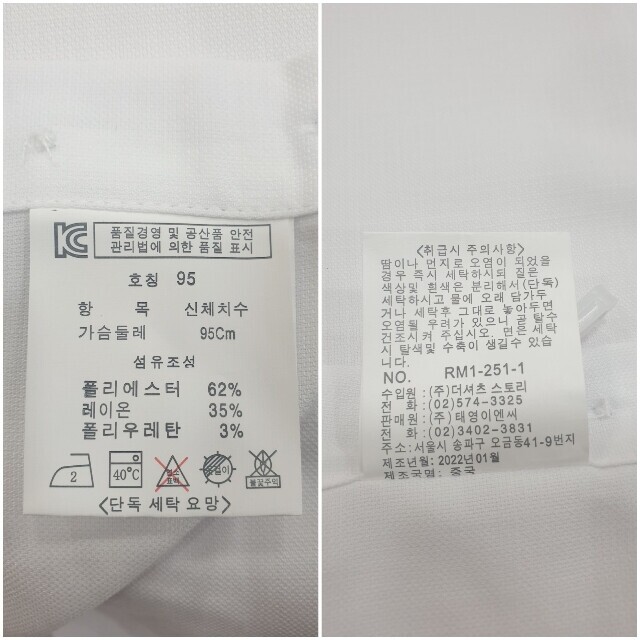 품질경영 및 공산품 안전
관리법에 의한 품질 표시
호칭 95
항 목 신체치수
가슴둘레 95Cm
섬유조성
폴리에스터 62%
레이온 35%
폴리우레탄 3%
2 40℃ 염소 표백 불꽃주의
<단독 세탁 요망>
<취급시 주의사항>
땀이나 먼지로 오염이 되었을
경우 즉시 세탁하시되 짙은
색상및 흰색은 분리해서(단독)
세탁하시고 물에 오래 담가두
거나 세탁후 그대로 놓아두면
오염될 우려가 있으니 곧 탈수
건조시켜 주십시오. 면은 세탁
시 탈색및 수축이 생길수 있습
니다.
NO. RM1-251-1
수입원 : (주)더셔츠 스토리
전 화 : (02)574-3325
판매원 : (주)태영이엔씨
전 화 : (02)3402-3831
주소: 서울시 송파구 오금동41-9번지
제조년월: 2022년01월
제조국명: 중국